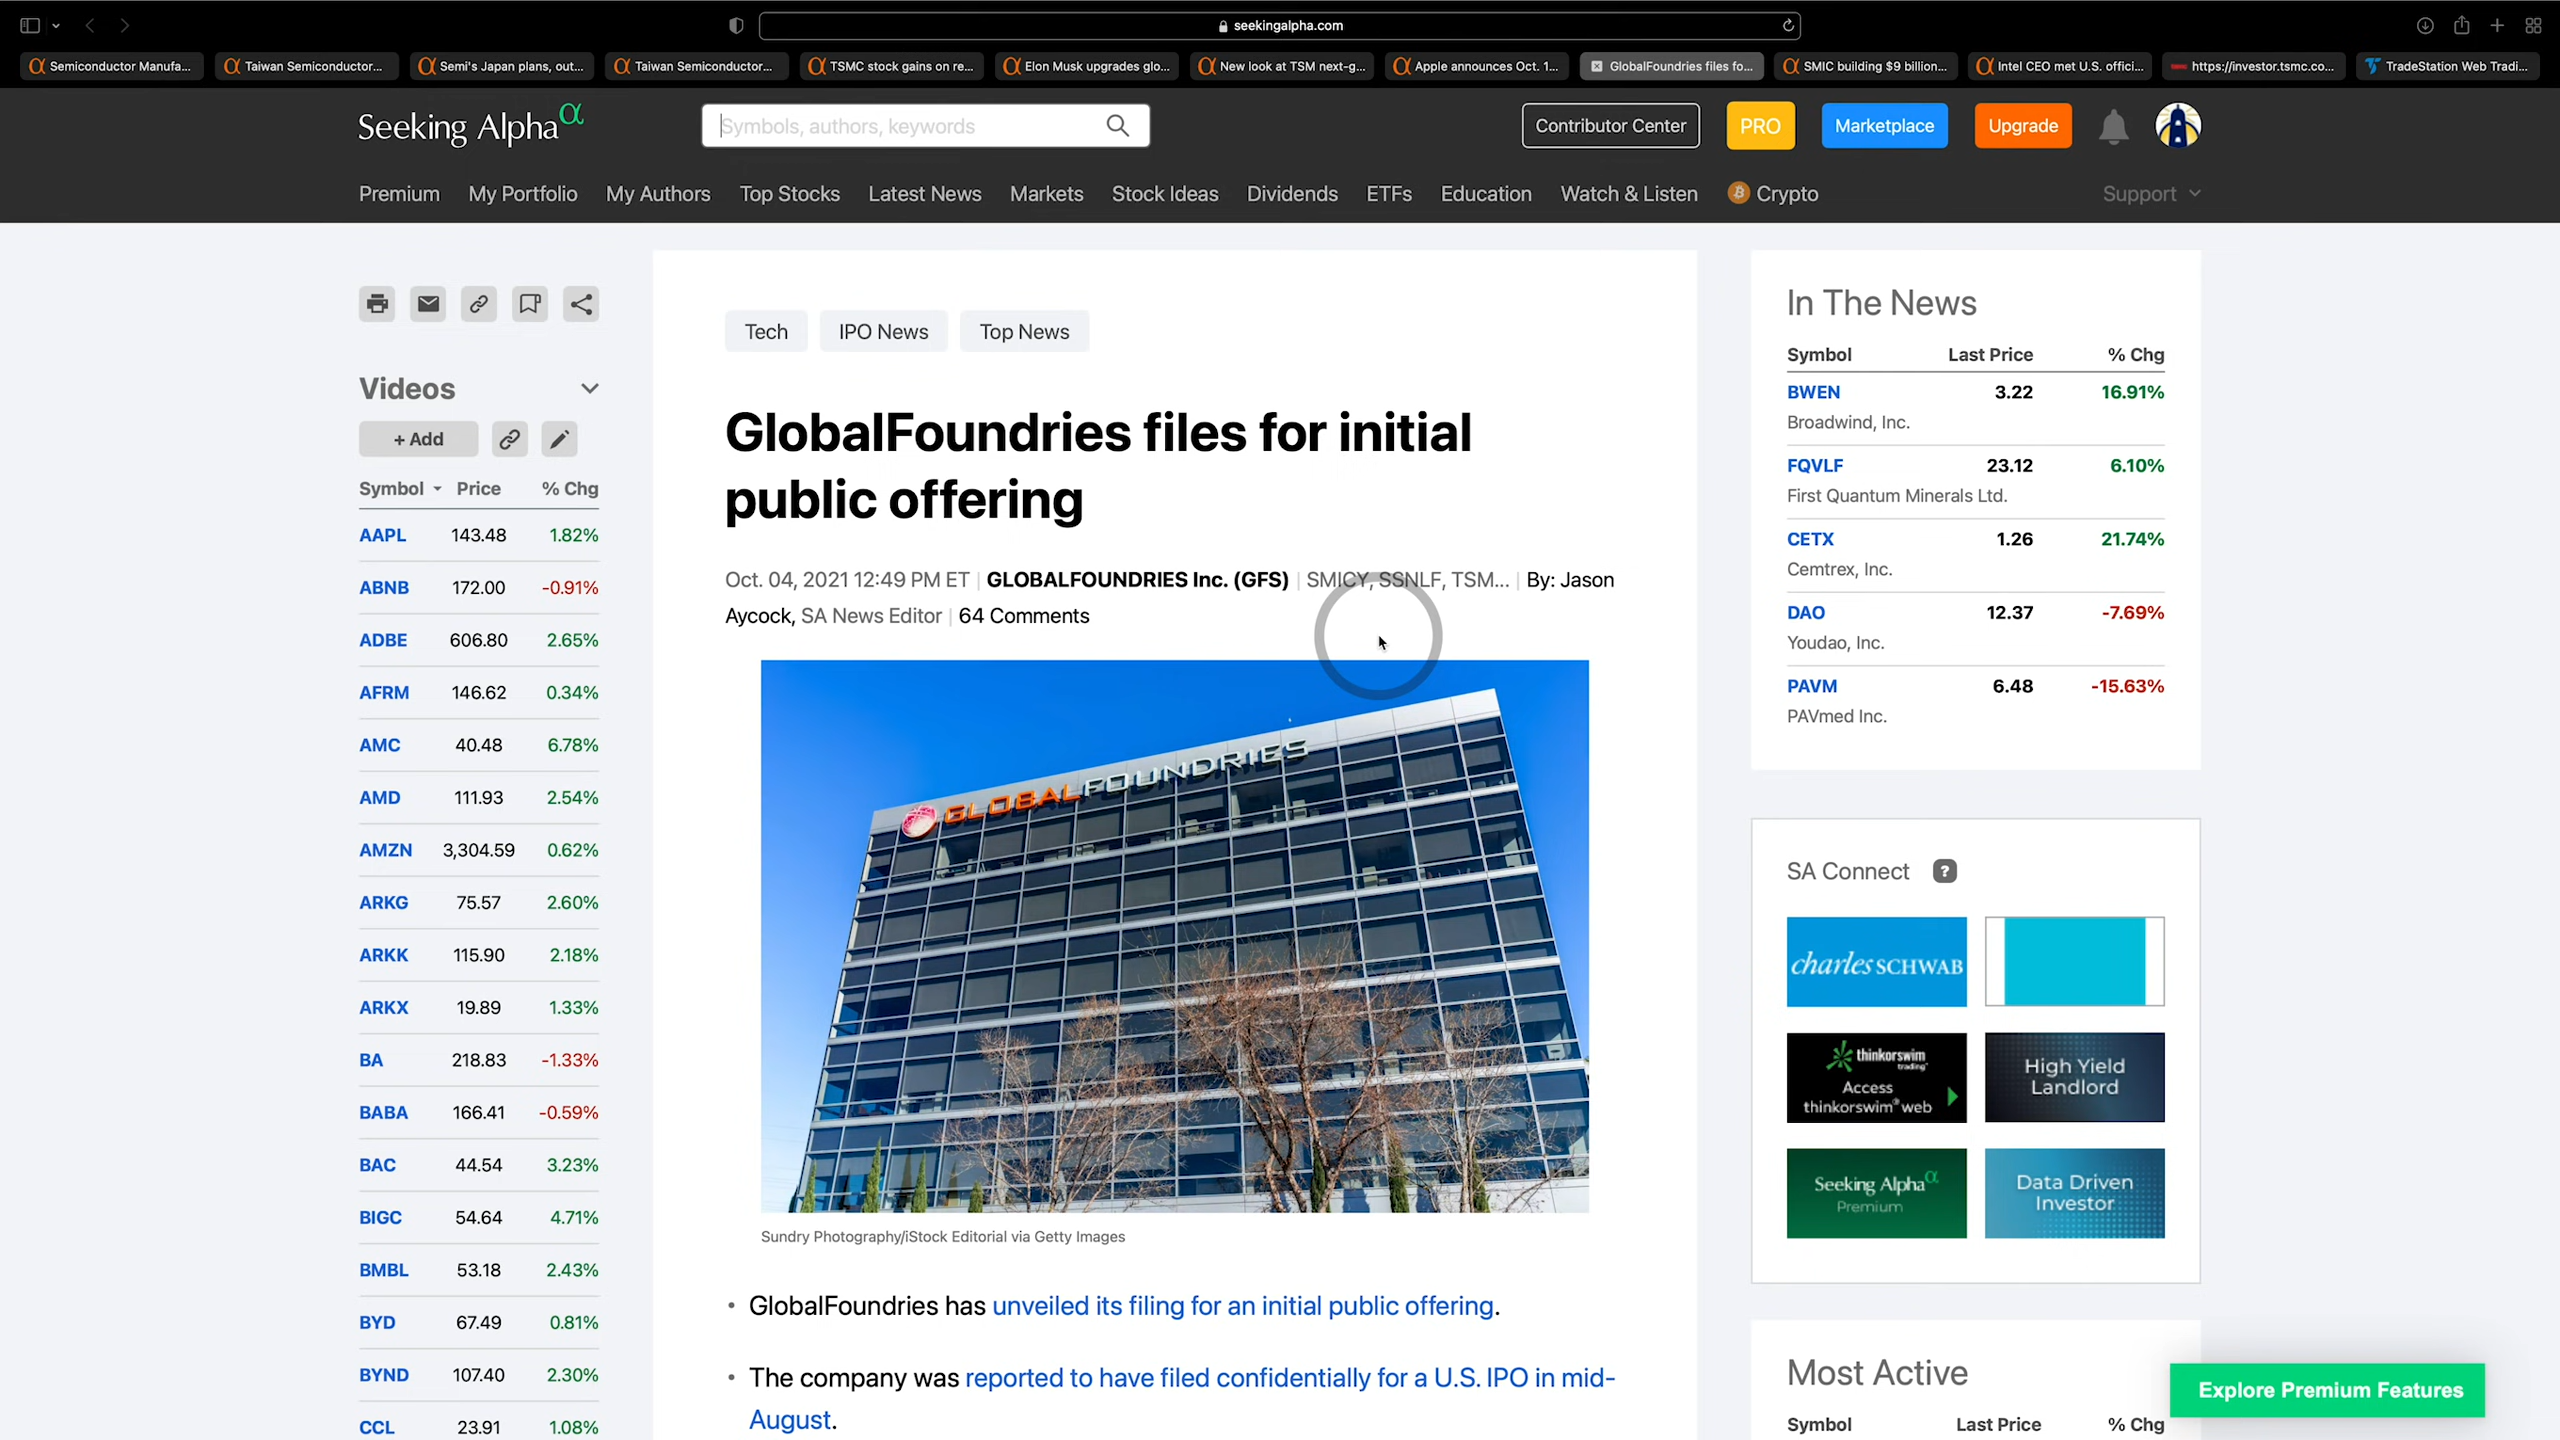 seekingalpha.com
Semiconductor Manufa...
Taiwan Semiconductor...
Semi's Japan plans, out...
Taiwan Semiconductor...
TSMC stock gains on re...
Elon Musk upgrades glo...
New look at TSM next-g...
Apple announces Oct. 1...
GlobalFoundries files fo...
SMIC building $9 billion...
Intel CEO met U.S. offici...
https://investor.tsmc.co...
TradeStation Web Tradi...
Seeking Alpha α
Symbols, authors, keywords
Contributor Center
PRO
Marketplace
Upgrade
Premium My Portfolio My Authors Top Stocks Latest News Markets Stock Ideas Dividends ETFs Education Watch & Listen Crypto Support
Videos
+ Add
Symbol Price % Chg
AAPL 143.48 1.82%
ABNB 172.00 -0.91%
ADBE 606.80 2.65%
AFRM 146.62 0.34%
AMC 40.48 6.78%
AMD 111.93 2.54%
AMZN 3,304.59 0.62%
ARKG 75.57 2.60%
ARKK 115.90 2.18%
ARKX 19.89 1.33%
BA 218.83 -1.33%
BABA 166.41 -0.59%
BAC 44.54 3.23%
BIGC 54.64 4.71%
BMBL 53.18 2.43%
BYD 67.49 0.81%
BYND 107.40 2.30%
CCL 23.91 1.08%
Tech IPO News Top News
GlobalFoundries files for initial
public offering
Oct. 04, 2021 12:49 PM ET | GLOBALFOUNDRIES Inc. (GFS) | SMICY, SSNLF, TSM... | By: Jason
Aycock, SA News Editor | 64 Comments
GLOBALFOUNDRIES
Sundry Photography/iStock Editorial via Getty Images
• GlobalFoundries has unveiled its filing for an initial public offering.
• The company was reported to have filed confidentially for a U.S. IPO in mid-
August.
In The News
Symbol Last Price % Chg
BWEN 3.22 16.91%
Broadwind, Inc.
FQVLF 23.12 6.10%
First Quantum Minerals Ltd.
CETX 1.26 21.74%
Cemtrex, Inc.
DAO 12.37 -7.69%
Youdao, Inc.
PAVM 6.48 -15.63%
PAVmed Inc.
SA Connect ?
charles SCHWAB
thinkorswim
trading
Access
thinkorswim® web
High Yield
Landlord
Seeking Alpha α
Premium
Data Driven
Investor
Most Active
Symbol Last Price % Chg
Explore Premium Features